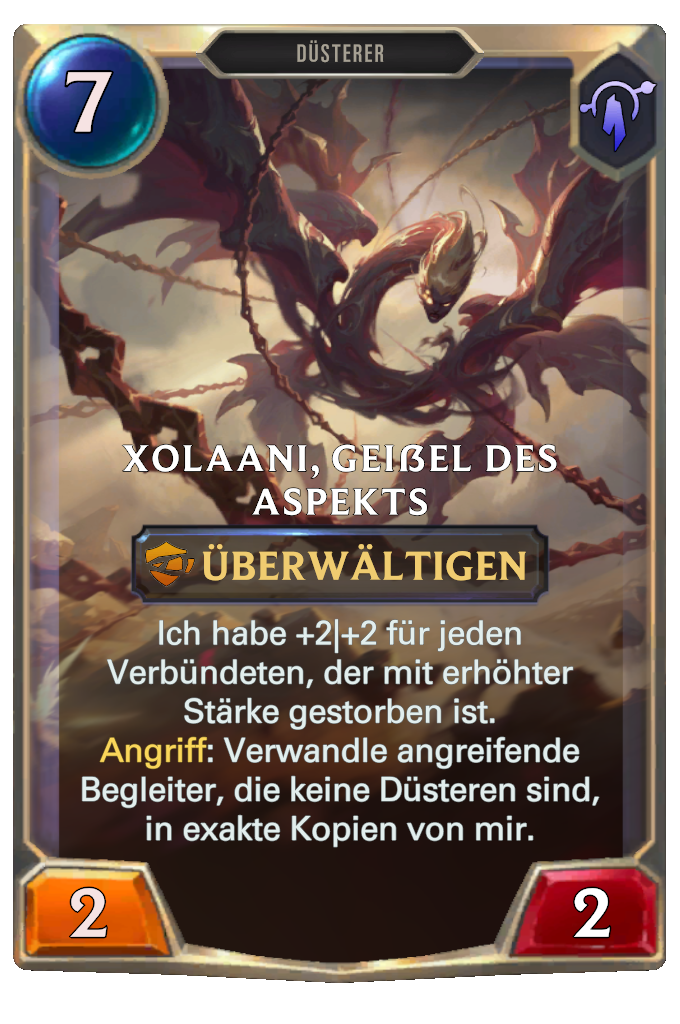 DÜSTERER
7
XOLAANI, GEIẞEL DES
ASPEKTS
ÜBERWÄLTIGEN
Ich habe +2|+2 für jeden
Verbündeten, der mit erhöhter
Stärke gestorben ist.
Angriff: Verwandle angreifende
Begleiter, die keine Düsteren sind,
in exakte Kopien von mir.
2
2